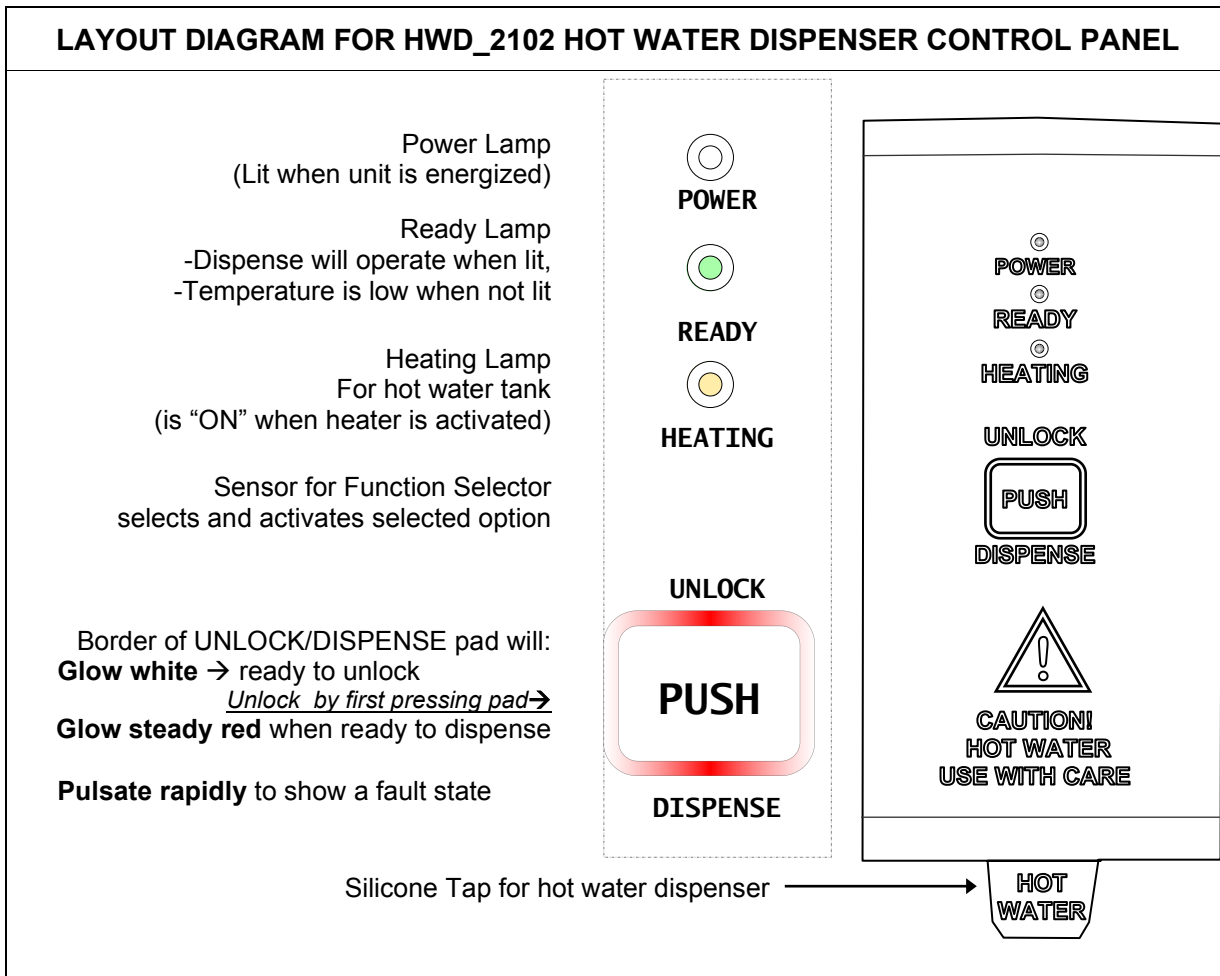 LAYOUT DIAGRAM FOR HWD_2102 HOT WATER DISPENSER CONTROL PANEL
Power Lamp
(Lit when unit is energized)
Ready Lamp
-Dispense will operate when lit,
-Temperature is low when not lit
Heating Lamp
For hot water tank
(is “ON” when heater is activated)
Sensor for Function Selector
selects and activates selected option
Border of UNLOCK/DISPENSE pad will:
Glow white → ready to unlock
Unlock by first pressing pad→
Glow steady red when ready to dispense
Pulsate rapidly to show a fault state
Silicone Tap for hot water dispenser
POWER
READY
HEATING
UNLOCK
PUSH
DISPENSE
POWER
READY
HEATING
UNLOCK
PUSH
DISPENSE
!
CAUTION!
HOT WATER
USE WITH CARE
HOT
WATER